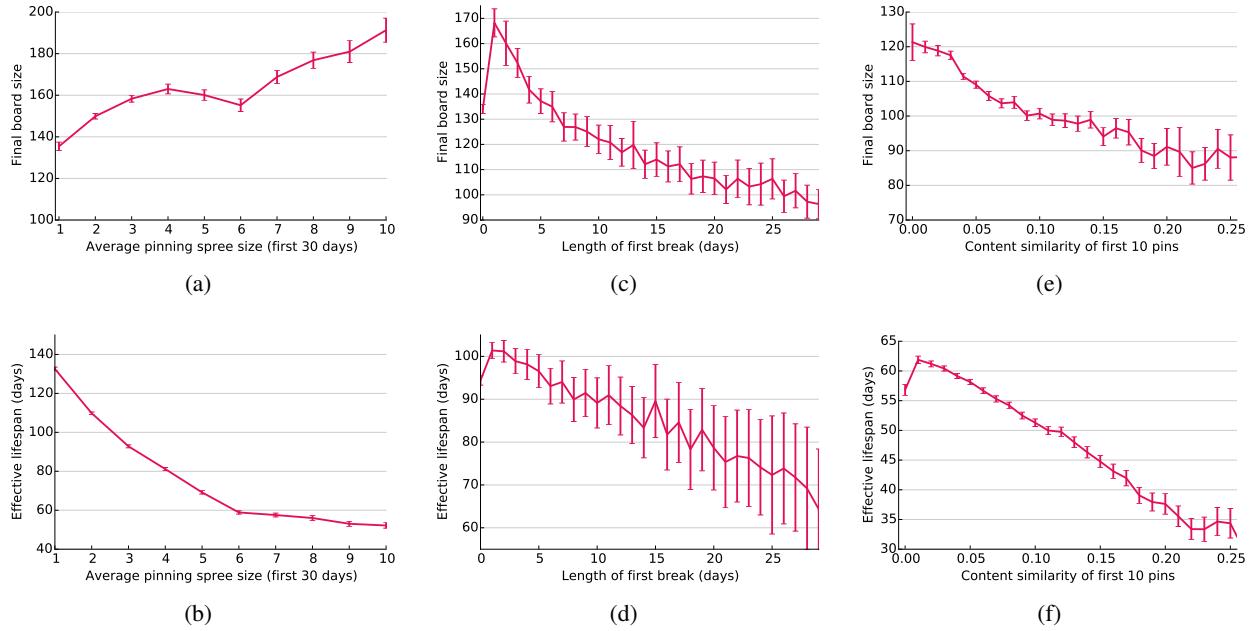 200
180
160
140
120
100
Final board size
1 2 3 4 5 6 7 8 9 10
Average pinning spree size (first 30 days)
(a)
170
160
150
140
130
120
110
100
90
Final board size
0 5 10 15 20 25
Length of first break (days)
(c)
130
120
110
100
90
80
70
Final board size
0.00 0.05 0.10 0.15 0.20 0.25
Content similarity of first 10 pins
(e)
140
120
100
80
60
40
Effective lifespan (days)
1 2 3 4 5 6 7 8 9 10
Average pinning spree size (first 30 days)
(b)
100
90
80
70
60
Effective lifespan (days)
0 5 10 15 20 25
Length of first break (days)
(d)
65
60
55
50
45
40
35
30
Effective lifespan (days)
0.00 0.05 0.10 0.15 0.20 0.25
Content similarity of first 10 pins
(f)